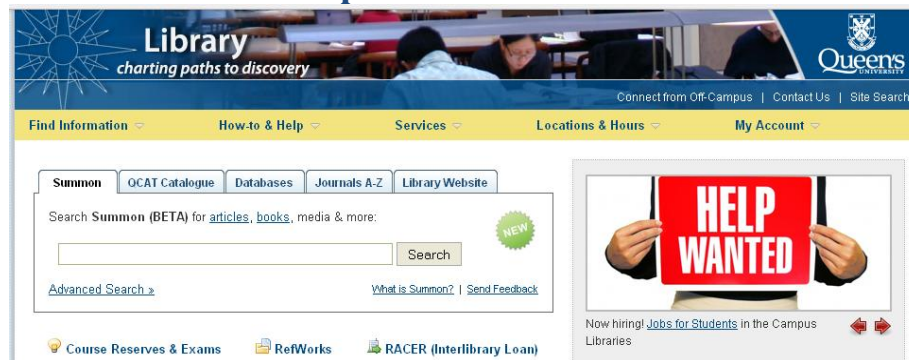 Library
charting paths to discovery
Queen's
UNIVERSITY
Connect from Off-Campus | Contact Us | Site Search
Find Information How-to & Help Services Locations & Hours My Account
Summon QCAT Catalogue Databases Journals A-Z Library Website
Search Summon (BETA) for articles, books, media & more:
NEW
Search
Advanced Search »
What is Summon? | Send Feedback
HELP
WANTED
Now hiring! Jobs for Students in the Campus
Libraries
Course Reserves & Exams RefWorks RACER (Interlibrary Loan)